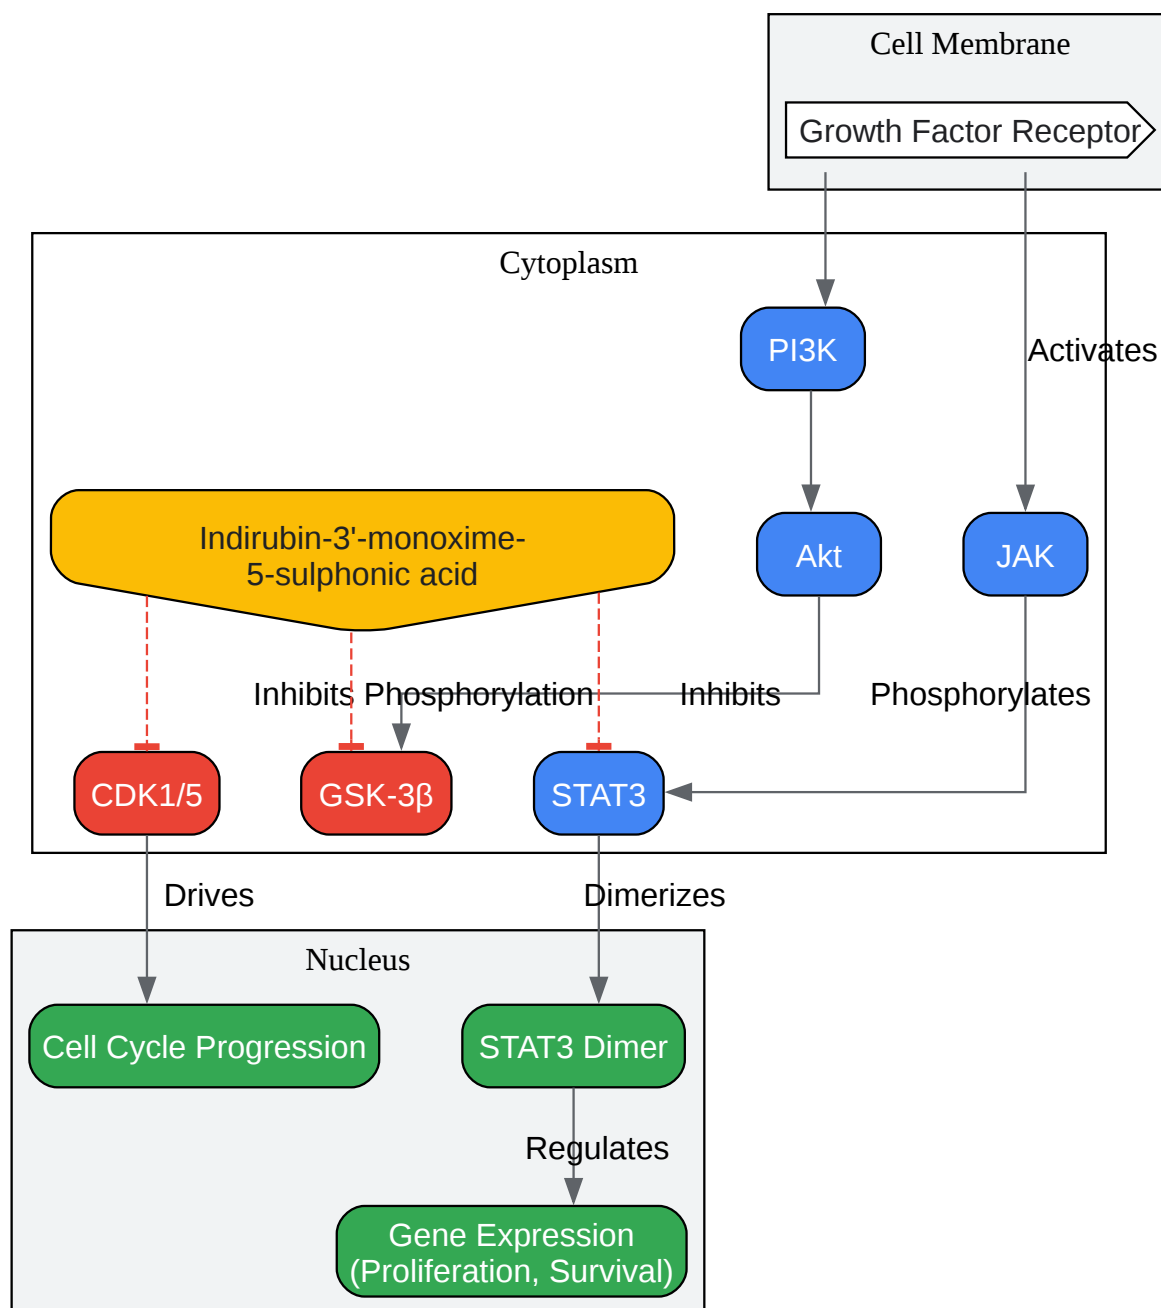 Cell Membrane
Growth Factor Receptor
Cytoplasm
PI3K
Activates
Indirubin-3'-monoxime-
5-sulphonic acid
Akt
JAK
Inhibits
Phosphorylation
Inhibits
Phosphorylates
CDK1/5
GSK-3β
STAT3
Drives
Dimerizes
Nucleus
Cell Cycle Progression
STAT3 Dimer
Regulates
Gene Expression
(Proliferation, Survival)